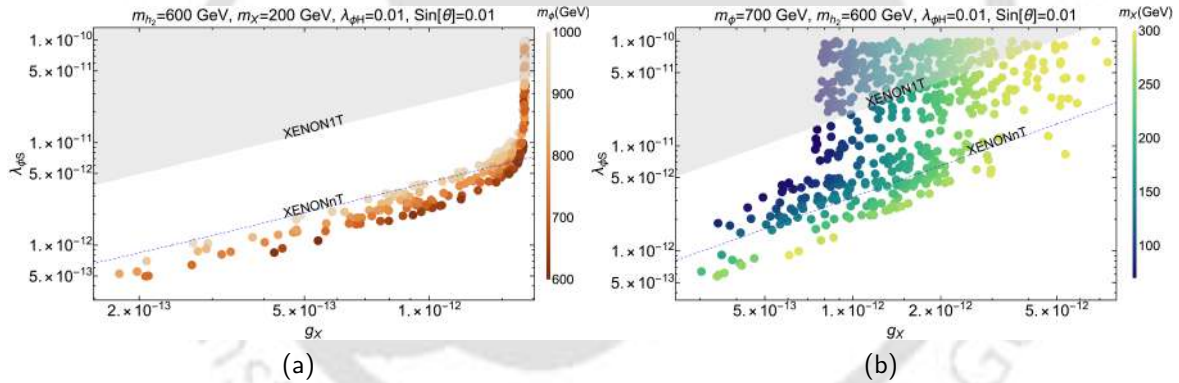 m_{h_2}=600 GeV, m_X=200 GeV, λ_{ϕH}=0.01, Sin[θ]=0.01
m_ϕ(GeV)
1.×10^{-10}
5.×10^{-11}
1.×10^{-11}
5.×10^{-12}
1.×10^{-12}
5.×10^{-13}
λ_{ϕS}
XENON1T
XENONnT
1000
900
800
700
600
2.×10^{-13}
5.×10^{-13}
1.×10^{-12}
g_X
(a)
m_ϕ=700 GeV, m_{h_2}=600 GeV, λ_{ϕH}=0.01, Sin[θ]=0.01
m_X(GeV)
1.×10^{-10}
5.×10^{-11}
1.×10^{-11}
5.×10^{-12}
1.×10^{-12}
5.×10^{-13}
λ_{ϕS}
XENON1T
XENONnT
300
250
200
150
100
5.×10^{-13}
1.×10^{-12}
2.×10^{-12}
5.×10^{-12}
g_X
(b)